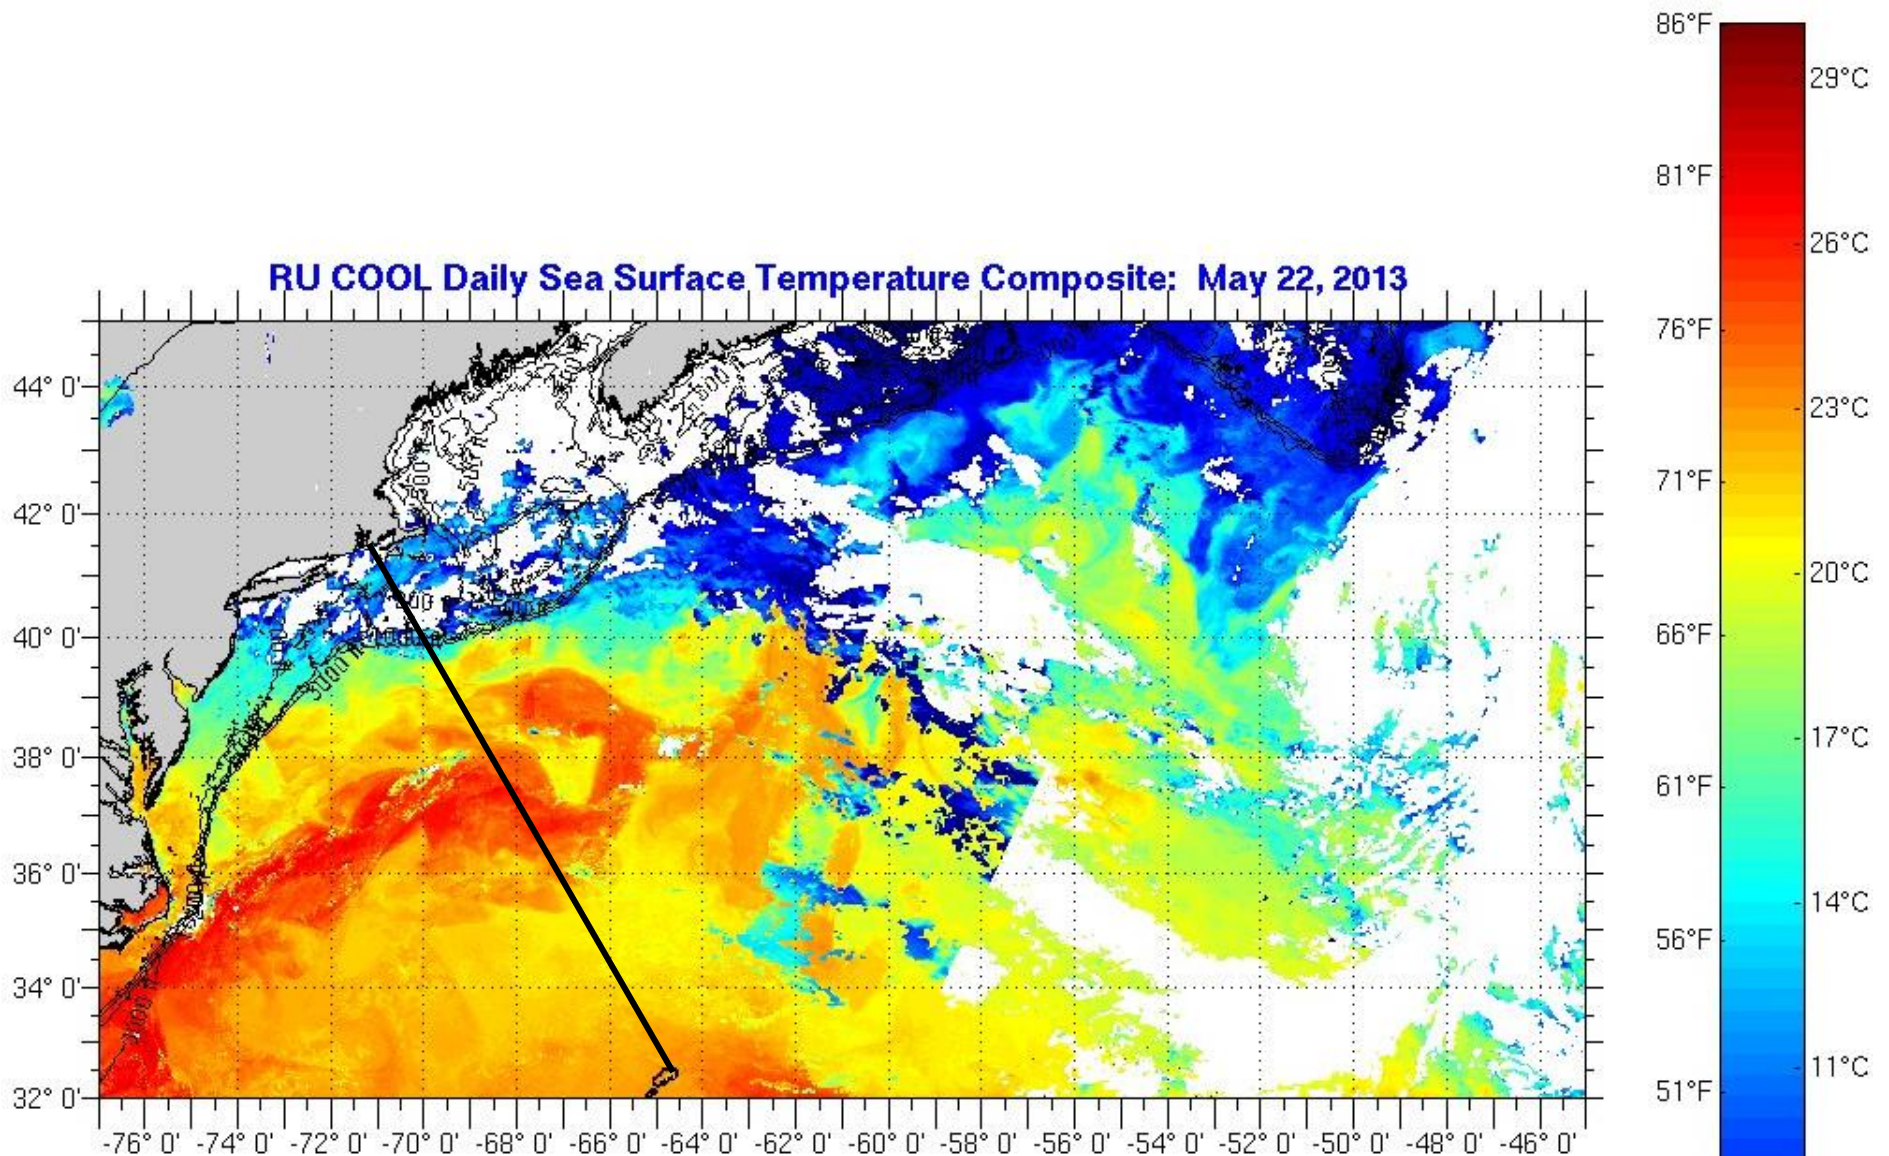 RU COOL Daily Sea Surface Temperature Composite:  May 22, 2013
44° 0'
42° 0'
40° 0'
38° 0'
36° 0'
34° 0'
32° 0'
-76° 0' -74° 0' -72° 0' -70° 0' -68° 0' -66° 0' -64° 0' -62° 0' -60° 0' -58° 0' -56° 0' -54° 0' -52° 0' -50° 0' -48° 0' -46° 0'
86°F
81°F
76°F
71°F
66°F
61°F
56°F
51°F
29°C
26°C
23°C
20°C
17°C
14°C
11°C